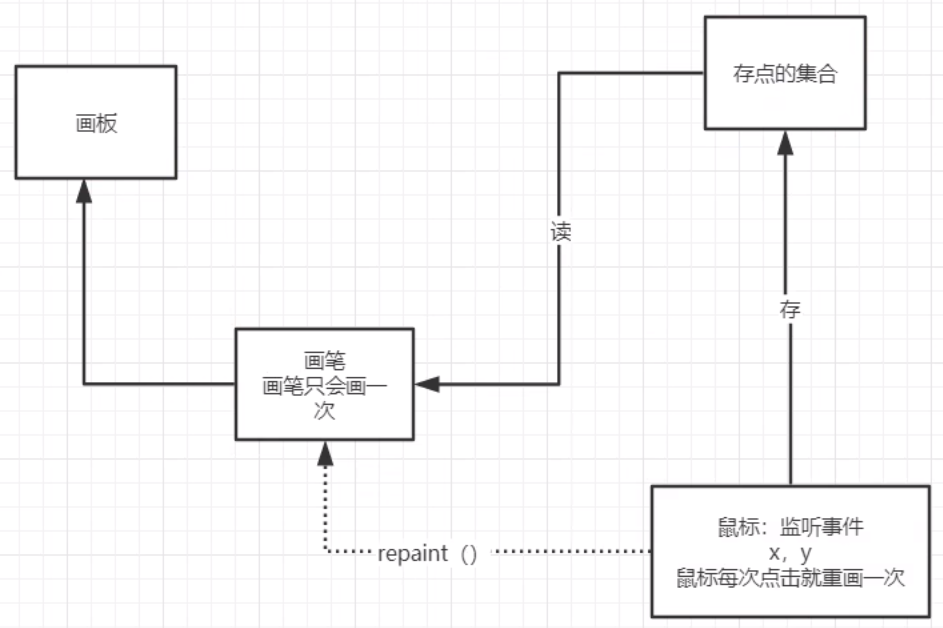 存点的集合
画板
读
存
画笔
画笔只会画一
次
鼠标：监听事件
x，y
鼠标每次点击就重画一次
repaint（）